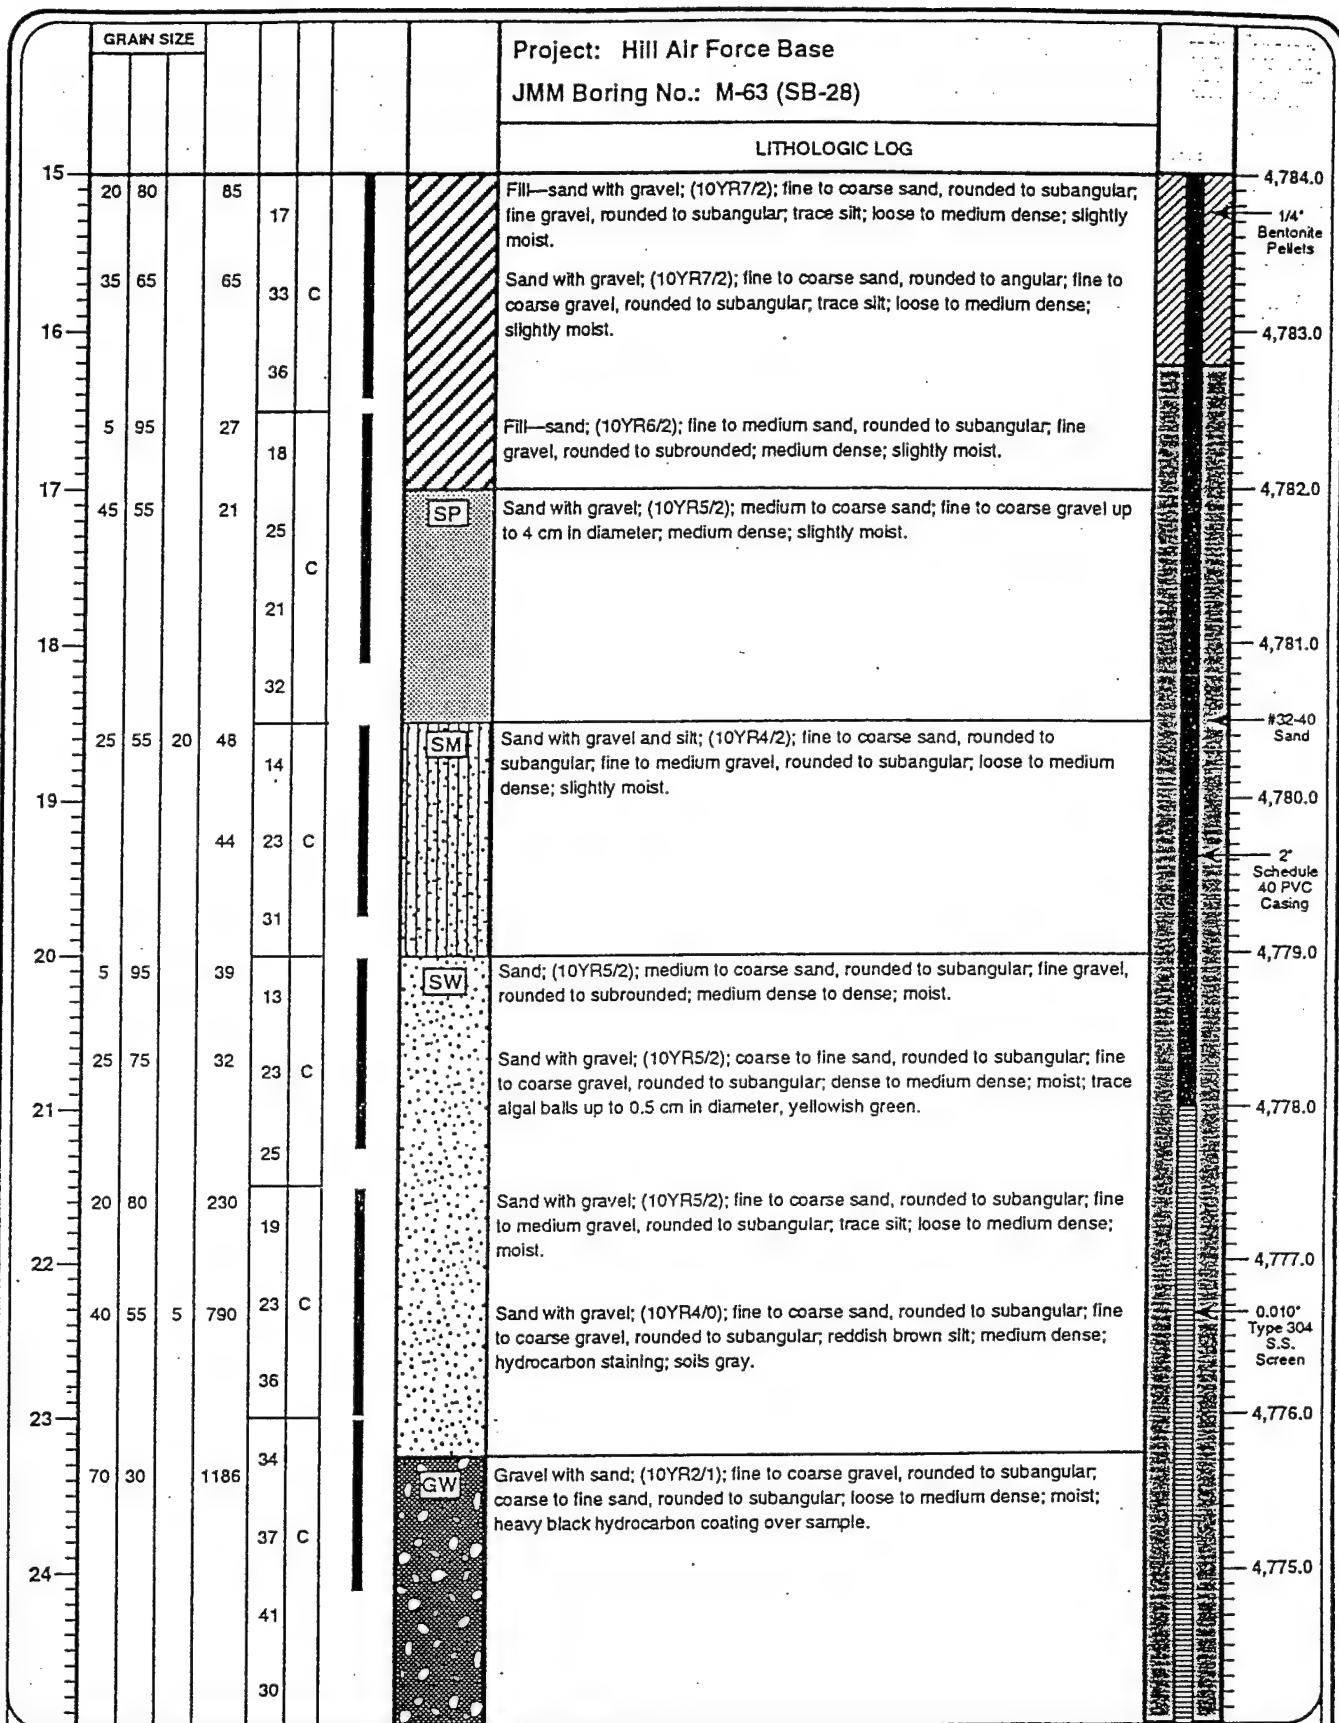 GRAIN SIZE
Project: Hill Air Force Base
JMM Boring No.: M-63 (SB-28)
LITHOLOGIC LOG
15
20 80 85
17
Fill—sand with gravel; (10YR7/2); fine to coarse sand, rounded to subangular;
fine gravel, rounded to subangular; trace silt; loose to medium dense; slightly
moist.
4,784.0
1/4"
Bentonite
Pellets
35 65 65
33 C
Sand with gravel; (10YR7/2); fine to coarse sand, rounded to angular; fine to
coarse gravel, rounded to subangular; trace silt; loose to medium dense;
slightly moist.
16
4,783.0
36
5 95 27
18
Fill—sand; (10YR6/2); fine to medium sand, rounded to subangular; fine
gravel, rounded to subrounded; medium dense; slightly moist.
17
4,782.0
45 55 21
25
C
21
SP
Sand with gravel; (10YR5/2); medium to coarse sand; fine to coarse gravel up
to 4 cm in diameter; medium dense; slightly moist.
18
4,781.0
32
#32-40
Sand
25 55 20 48
14
SM
Sand with gravel and silt; (10YR4/2); fine to coarse sand, rounded to
subangular; fine to medium gravel, rounded to subangular; loose to medium
dense; slightly moist.
19
4,780.0
44 23 C
2"
Schedule
40 PVC
Casing
31
20
4,779.0
5 95 39
13
SW
Sand; (10YR5/2); medium to coarse sand, rounded to subangular; fine gravel,
rounded to subrounded; medium dense to dense; moist.
25 75 32
23 C
Sand with gravel; (10YR5/2); coarse to fine sand, rounded to subangular; fine
to coarse gravel, rounded to subangular; dense to medium dense; moist; trace
algal balls up to 0.5 cm in diameter, yellowish green.
21
4,778.0
25
20 80 230
19
Sand with gravel; (10YR5/2); fine to coarse sand, rounded to subangular; fine
to medium gravel, rounded to subangular; trace silt; loose to medium dense;
moist.
22
4,777.0
40 55 5 790
23 C
Sand with gravel; (10YR4/0); fine to coarse sand, rounded to subangular; fine
to coarse gravel, rounded to subangular; reddish brown silt; medium dense;
hydrocarbon staining; soils gray.
0.010"
Type 304
S.S.
Screen
36
23
4,776.0
34
70 30 1186
GW
Gravel with sand; (10YR2/1); fine to coarse gravel, rounded to subangular;
coarse to fine sand, rounded to subangular; loose to medium dense; moist;
heavy black hydrocarbon coating over sample.
37 C
24
4,775.0
41
30